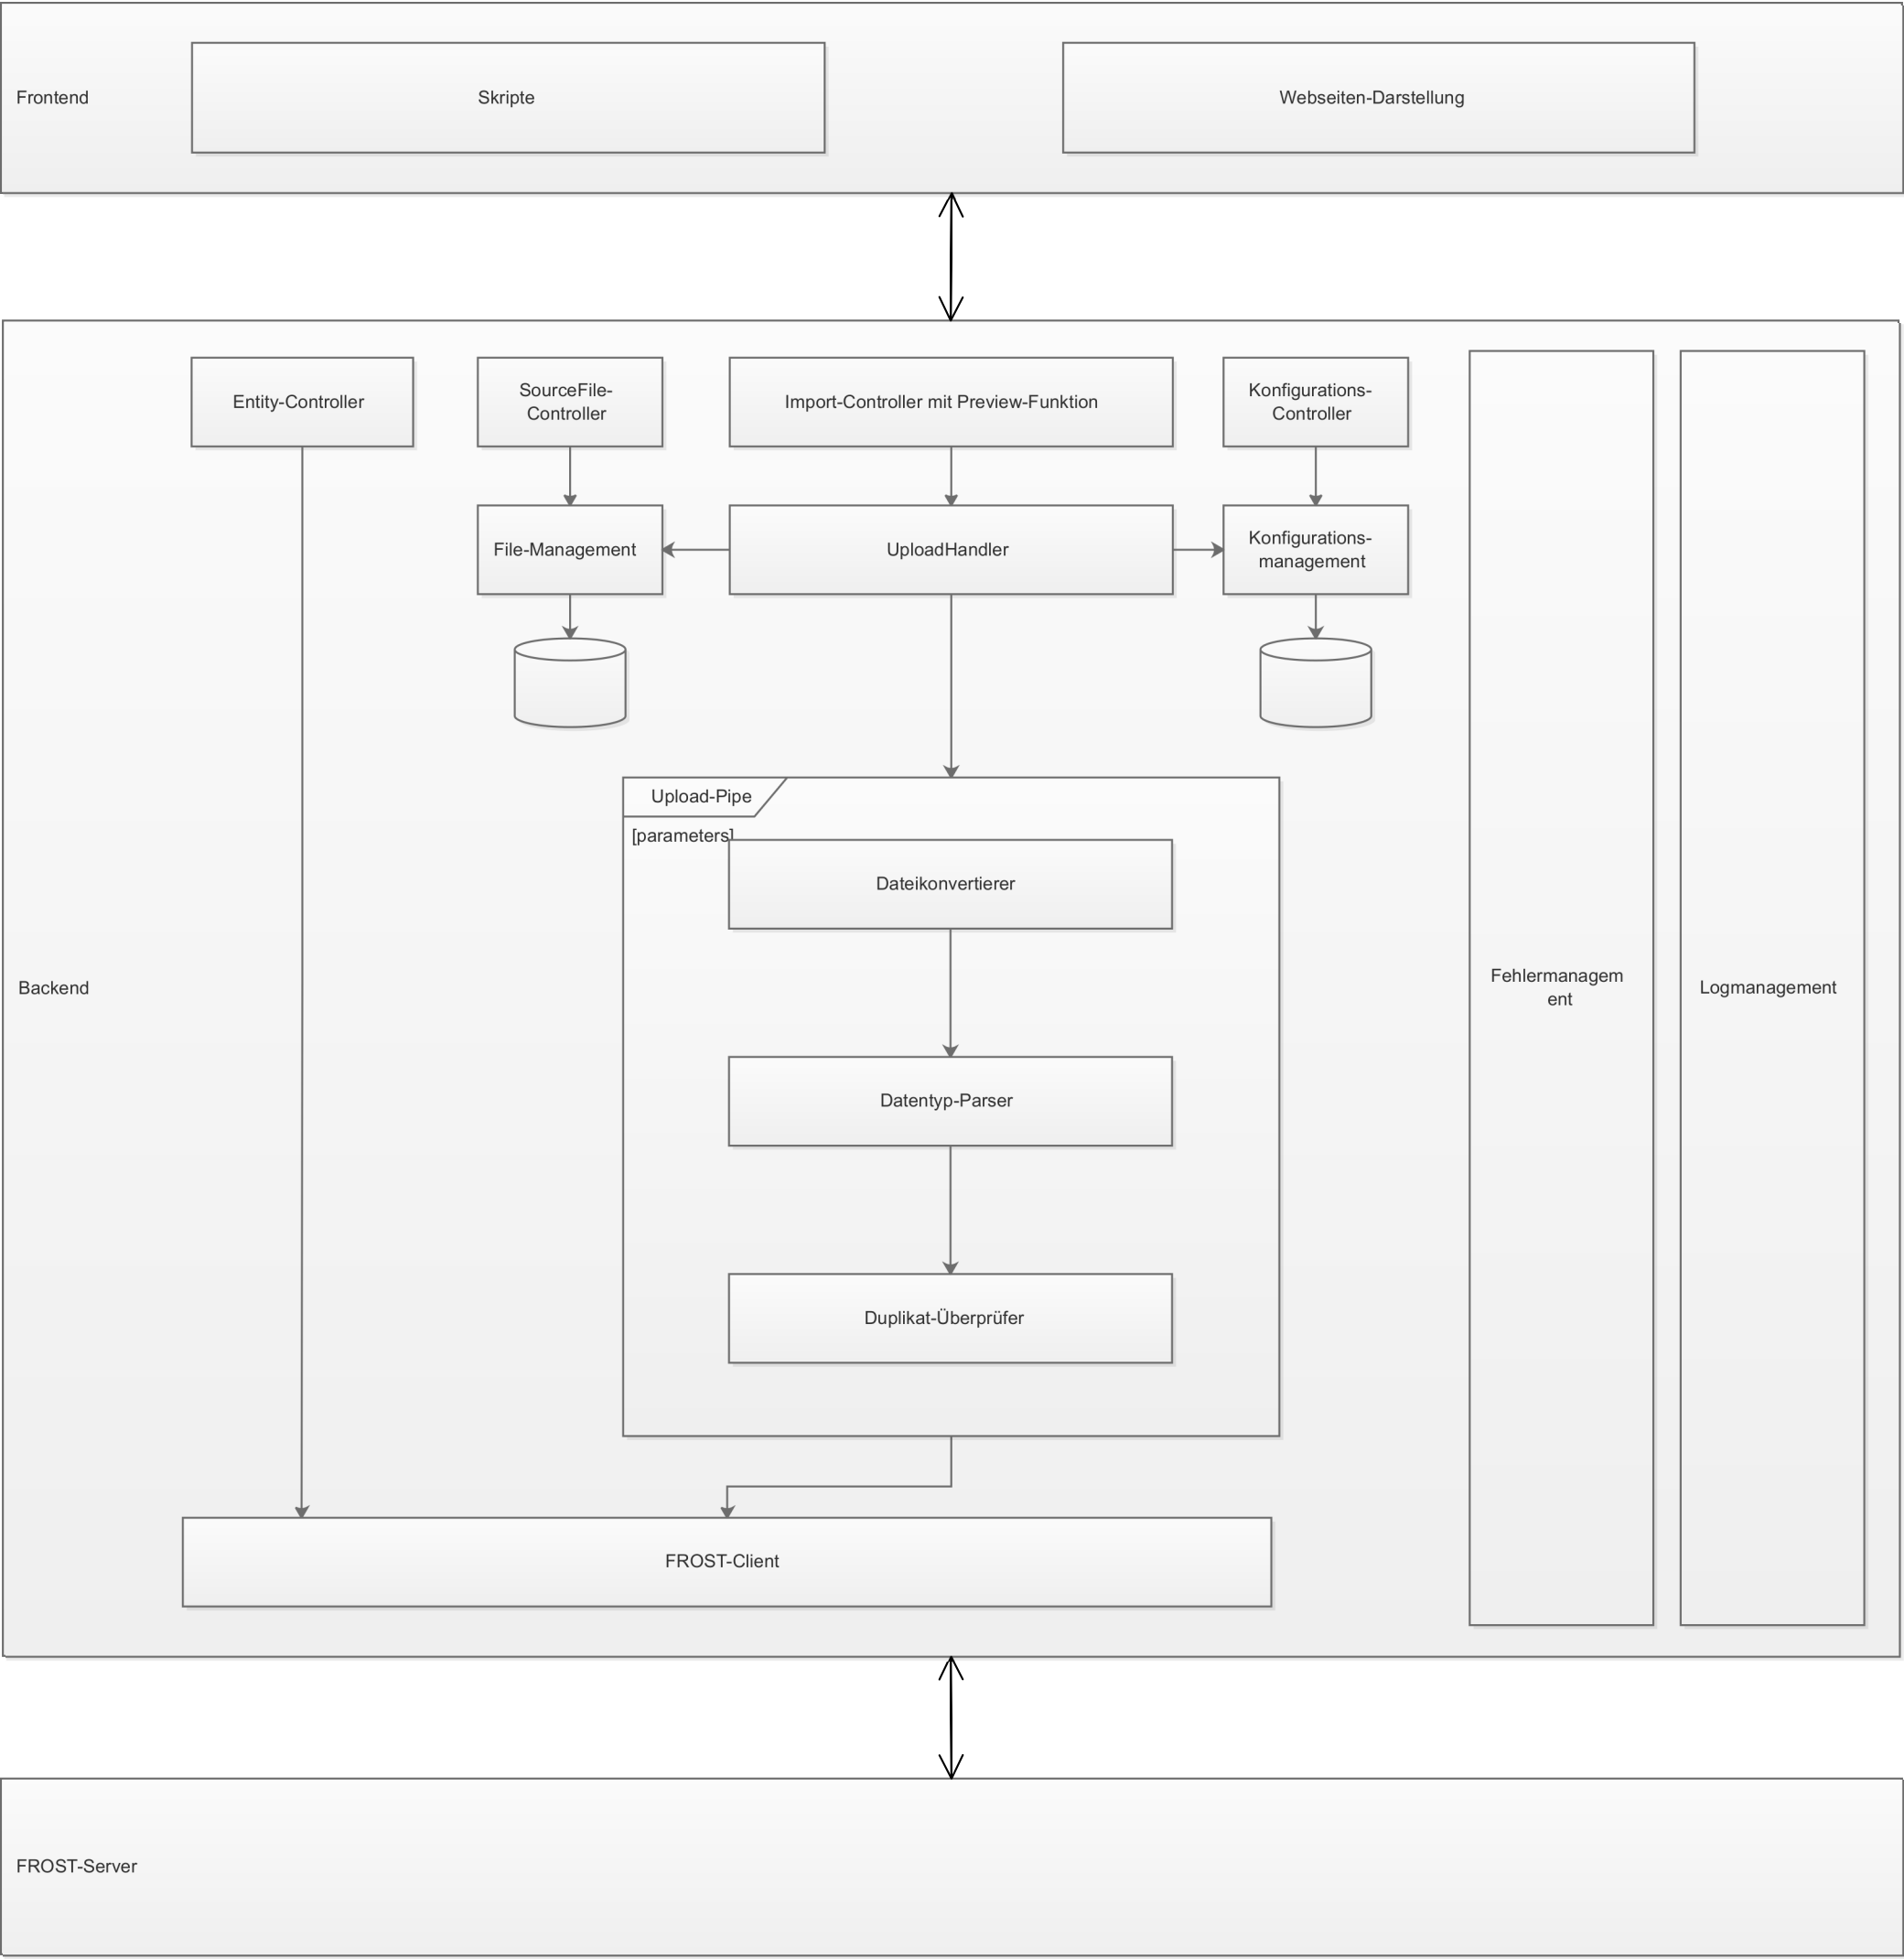 Frontend
Skripte
Webseiten-Darstellung
Entity-Controller
SourceFile-
Controller
Import-Controller mit Preview-Funktion
Konfigurations-
Controller
File-Management
UploadHandler
Konfigurations-
management
Upload-Pipe
[parameters]
Dateikonvertierer
Backend
Fehlermanagem
ent
Logmanagement
Datentyp-Parser
Duplikat-Überprüfer
FROST-Client
FROST-Server